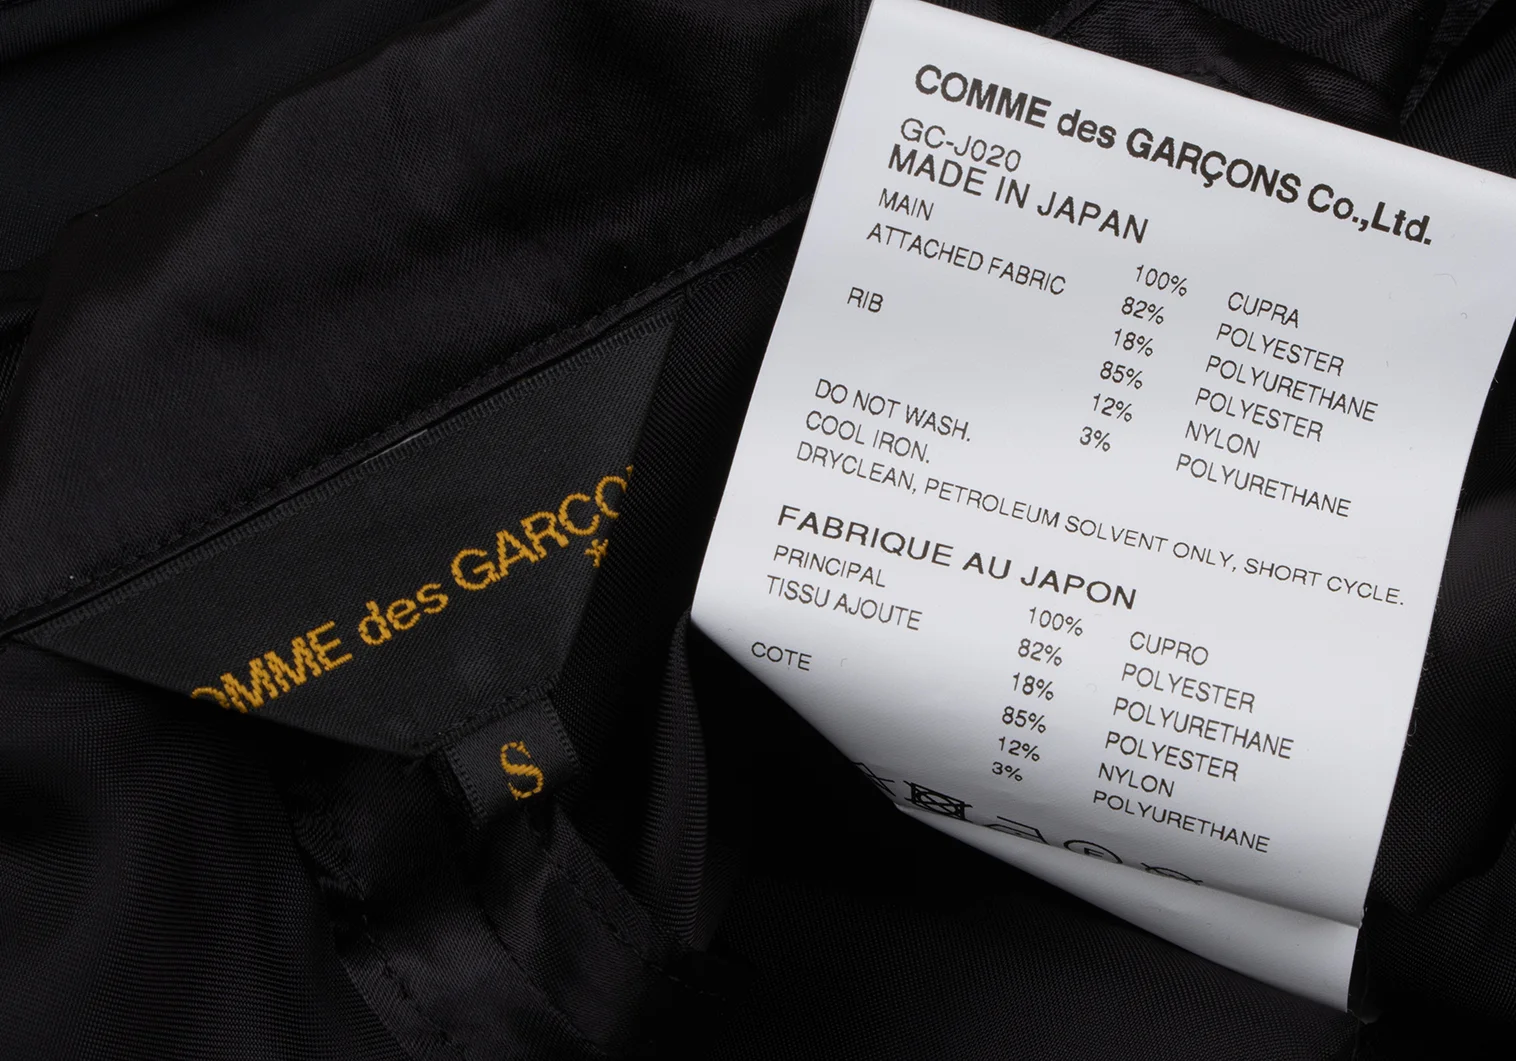 COMME des GARÇONS Co.,Ltd.
GC-J020
MADE IN JAPAN
MAIN 100% CUPRA
ATTACHED FABRIC 82% POLYESTER
18% POLYURETHANE
RIB 85% POLYESTER
12% NYLON
3% POLYURETHANE
DO NOT WASH.
COOL IRON.
DRYCLEAN, PETROLEUM SOLVENT ONLY, SHORT CYCLE.
FABRIQUE AU JAPON
PRINCIPAL 100% CUPRO
TISSU AJOUTE 82% POLYESTER
18% POLYURETHANE
COTE 85% POLYESTER
12% NYLON
3% POLYURETHANE
OMME des GARÇO
S